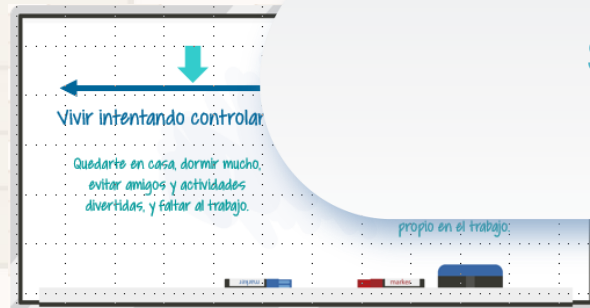 Vivir intentando controlar
Quedarte en casa, dormir mucho,
evitar amigos y actividades
divertidas, y faltar al trabajo.
propio en el trabajo.
marker
marker